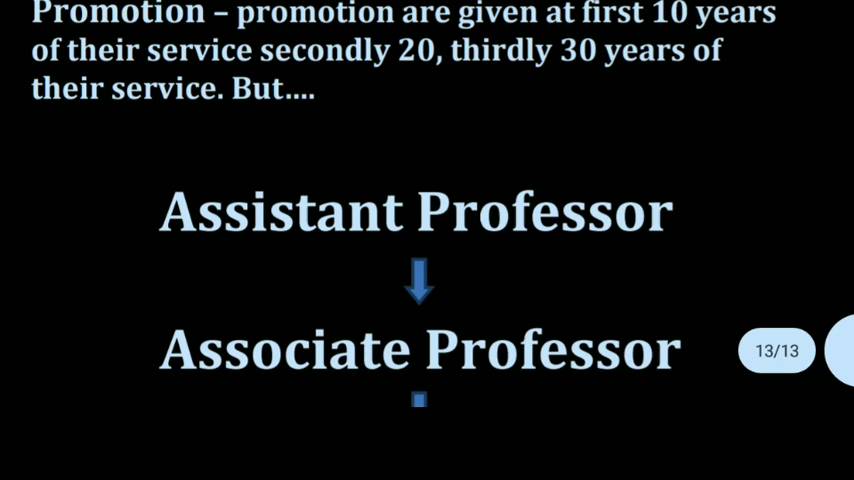 Promotion – promotion are given at first 10 years
of their service secondly 20, thirdly 30 years of
their service. But....
Assistant Professor
Associate Professor
13/13